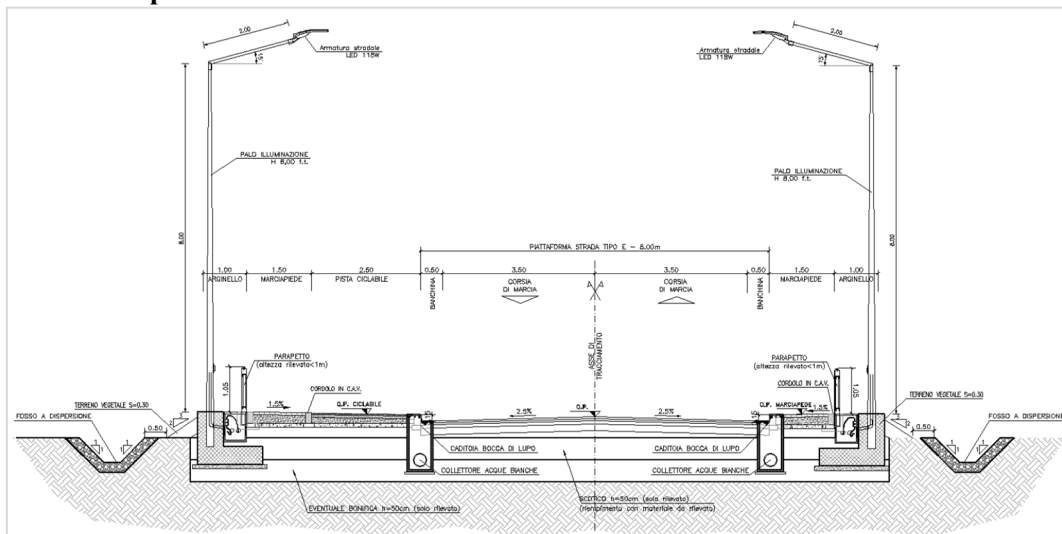 2.00
2.00
Armatura stradale
LED 118W
Armatura stradale
LED 118W
15°
15°
PALO ILLUMINAZIONE
H 8,00 f.t.
PALO ILLUMINAZIONE
H 8,00 f.t.
8.00
8.00
PIATTAFORMA STRADA TIPO E - 8.00m
1.00 1.50 2.50 0.50 3.50 3.50 0.50 1.50 1.00
ARGINELLO MARCIAPIEDE PISTA CICLABILE BANCHINA CORSIA DI MARCIA CORSIA DI MARCIA BANCHINA MARCIAPIEDE ARGINELLO
ASSE DI
TRACCIAMENTO
PARAPETTO
(altezza rilevato<1m)
PARAPETTO
(altezza rilevato<1m)
1.05
1.05
CORDOLO IN C.A.V.
CORDOLO IN C.A.V.
TERRENO VEGETALE S=0.30
TERRENO VEGETALE S=0.30
1.5% Q.P. CICLABILE 15 2.5% Q.P. 2.5% 15 Q.P. MARCIAPIEDE 1.5%
FOSSO A DISPERSIONE
FOSSO A DISPERSIONE
0.50
0.50
1 1 1 1
CADITOIA BOCCA DI LUPO
CADITOIA BOCCA DI LUPO
COLLETTORE ACQUE BIANCHE
COLLETTORE ACQUE BIANCHE
SCOTICO h=50cm (solo rilevato)
(riempimento con materiale da rilevato)
EVENTUALE BONIFICA h=50cm (solo rilevato)